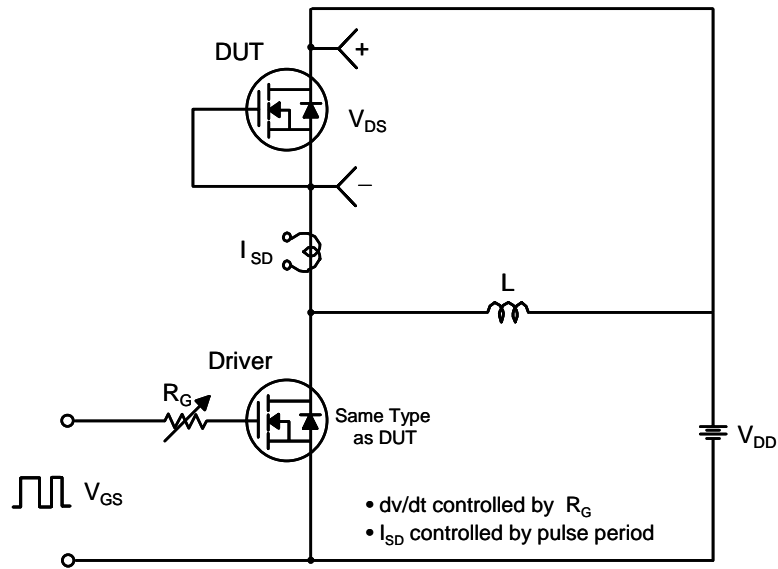 DUT
+
V_DS
–
I_SD
L
Driver
R_G
Same Type
as DUT
V_DD
V_GS
• dv/dt controlled by R_G
• I_SD controlled by pulse period